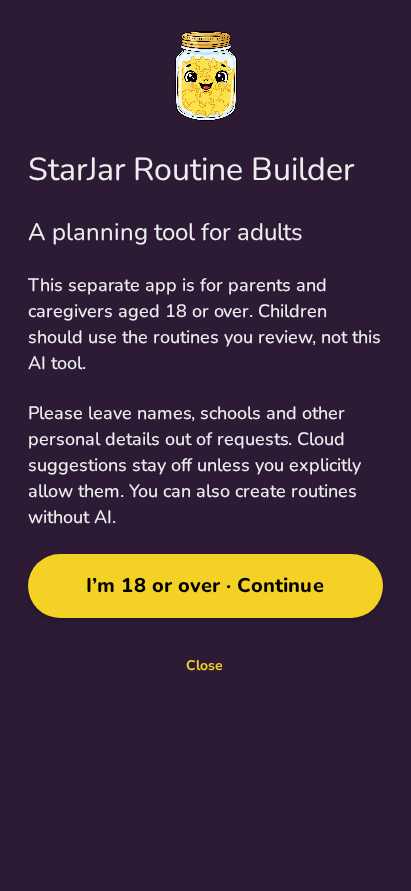 StarJar Routine Builder
A planning tool for adults
This separate app is for parents and
caregivers aged 18 or over. Children
should use the routines you review, not this
AI tool.
Please leave names, schools and other
personal details out of requests. Cloud
suggestions stay off unless you explicitly
allow them. You can also create routines
without AI.
I’m 18 or over · Continue
Close